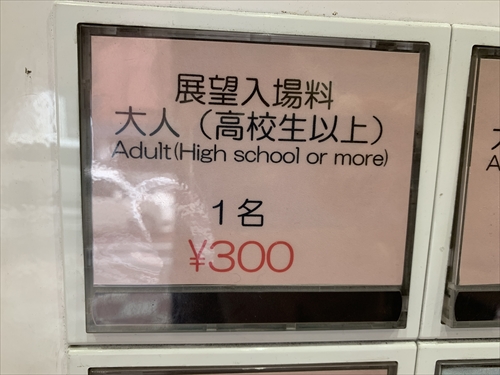 展望入場料
大人（高校生以上）
Adult(High school or more)
1名
¥300